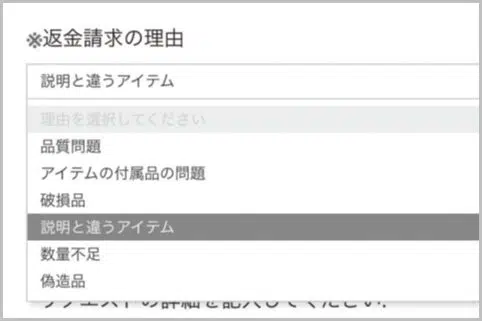 ※返金請求の理由
説明と違うアイテム
理由を選択してください
品質問題
アイテムの付属品の問題
破損品
説明と違うアイテム
数量不足
偽造品
リクエストの詳細を記入してください.